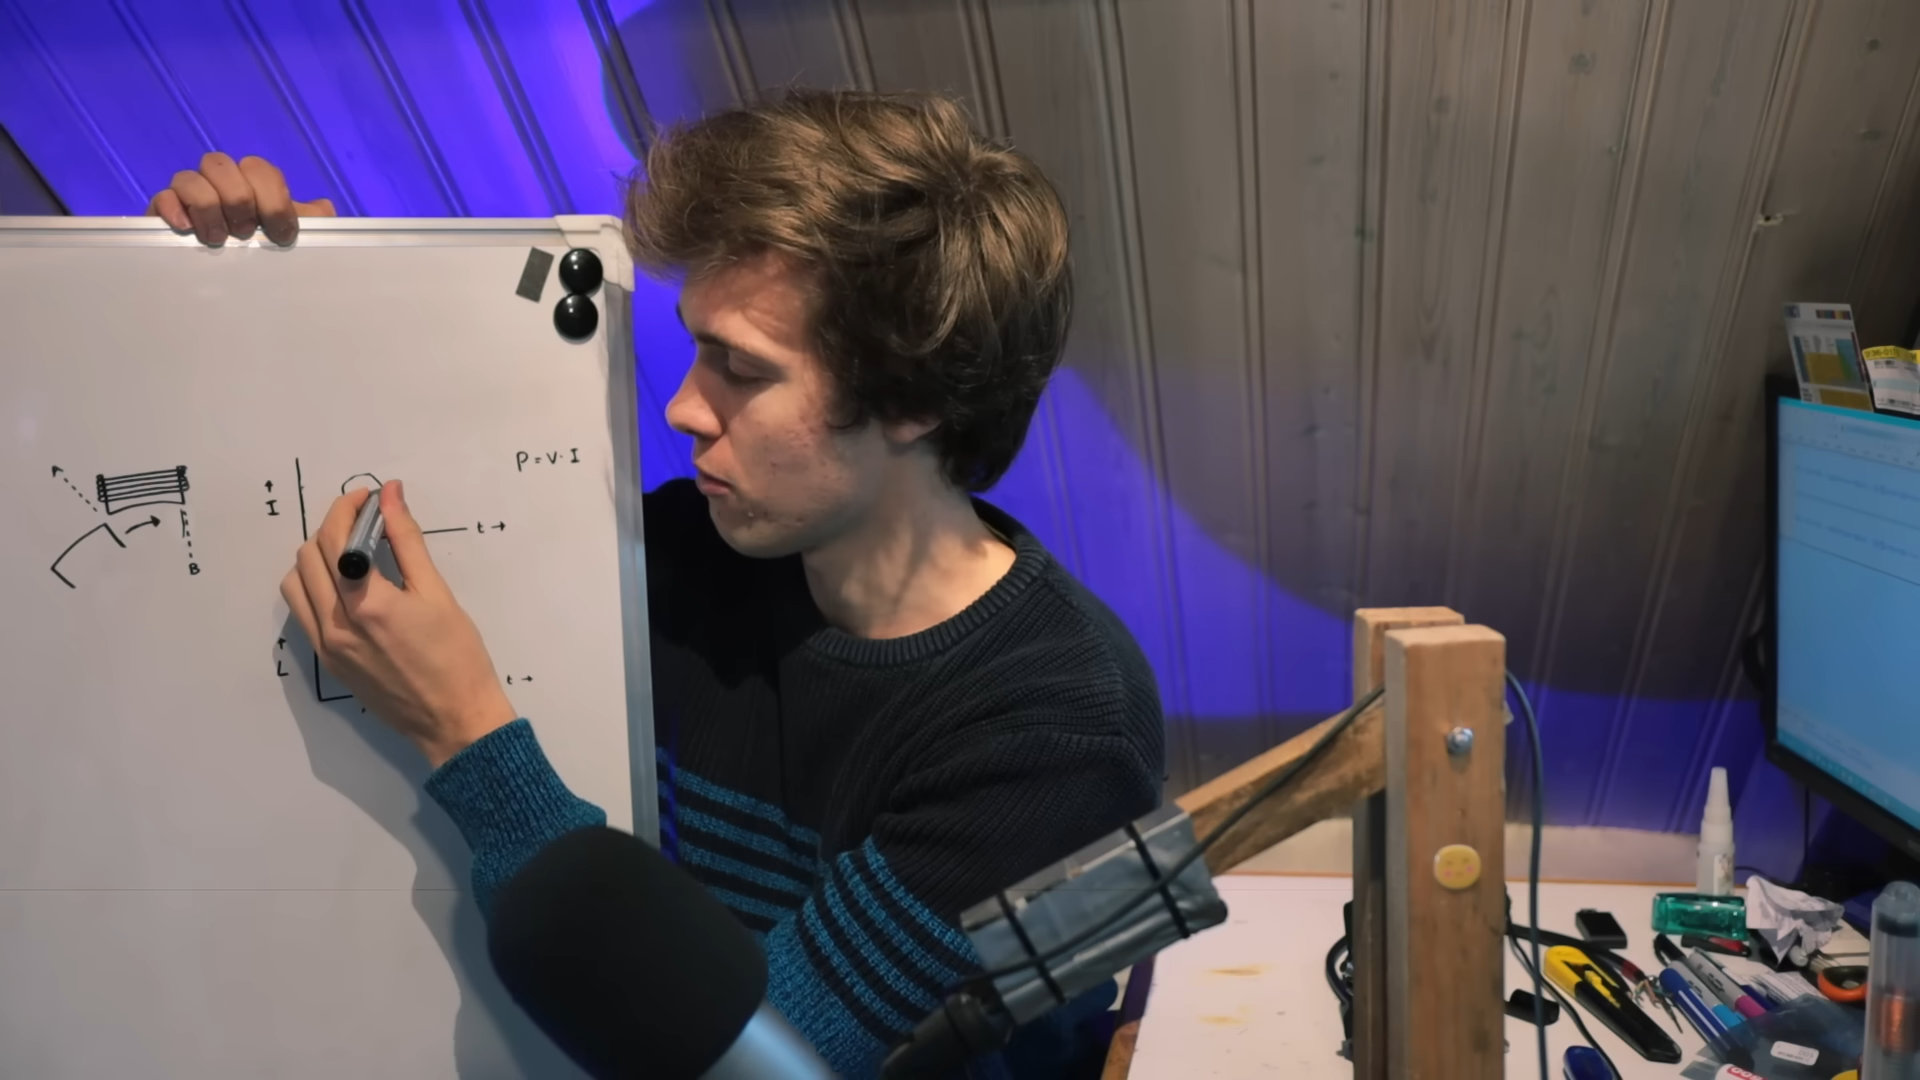 P = V · I
I
t →
B
L
t →